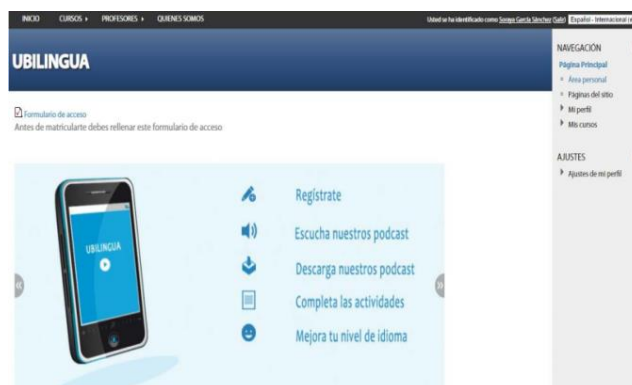 INICIO CURSOS PROFESORES QUIENES SOMOS
Usted se ha identificado como Soraya García Sánchez (Salir) Español - Internacional (
UBILINGUA
Formulario de acceso
Antes de matricularte debes rellenar este formulario de acceso
UBILINGUA
Regístrate
Escucha nuestros podcast
Descarga nuestros podcast
Completa las actividades
Mejora tu nivel de idioma
NAVEGACIÓN
Página Principal
Área personal
Páginas del sitio
Mi perfil
Mis cursos
AJUSTES
Ajustes de mi perfil